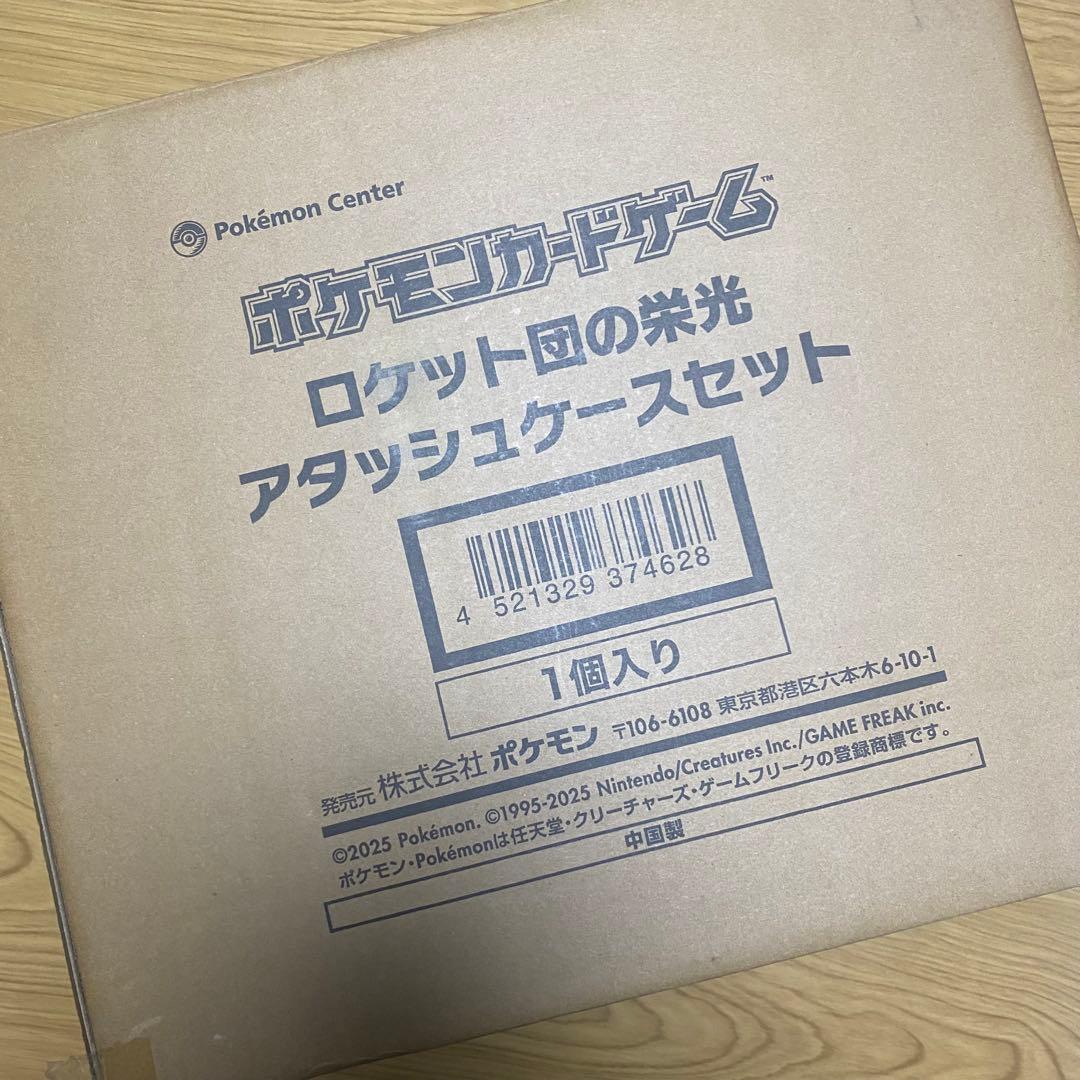 Pokémon Center
ポケモンカードゲーム™
ロケット団の栄光
アタッシュケースセット
4 521329 374628
1個入り
発売元 株式会社 ポケモン 〒106-6108 東京都港区六本木6-10-1
©2025 Pokémon. ©1995-2025 Nintendo/Creatures Inc./GAME FREAK inc.
ポケモン・Pokémonは任天堂・クリーチャーズ・ゲームフリークの登録商標です。
中国製